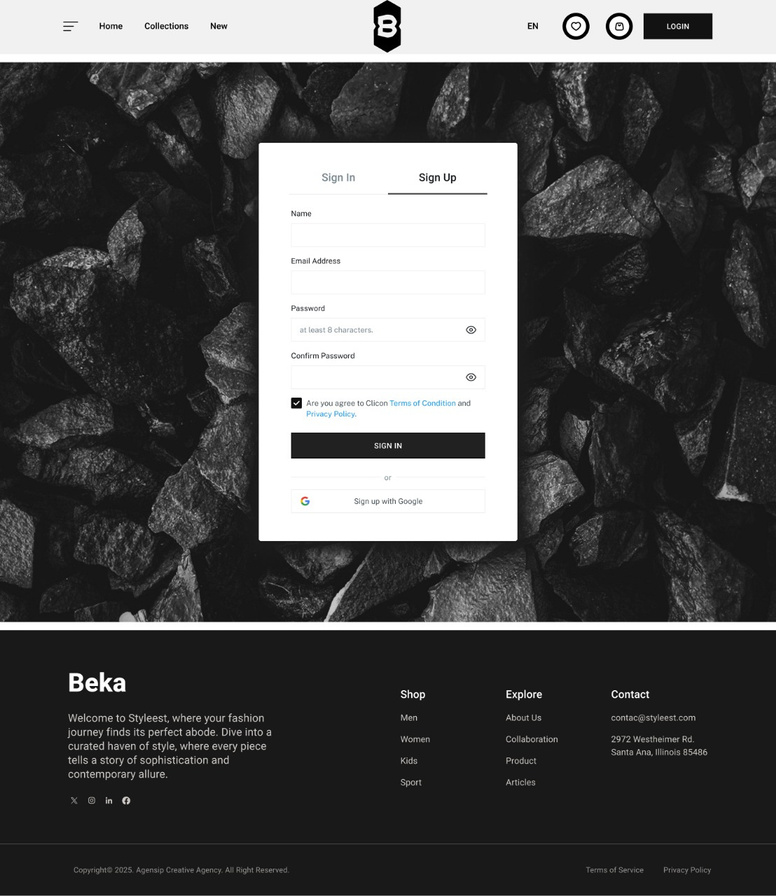 Home Collections New
B
EN
LOGIN
Sign In Sign Up
Name
Email Address
Password
at least 8 characters.
Confirm Password
Are you agree to Clicon Terms of Condition and
Privacy Policy.
SIGN IN
or
Sign up with Google
Beka
Welcome to Styleest, where your fashion
journey finds its perfect abode. Dive into a
curated haven of style, where every piece
tells a story of sophistication and
contemporary allure.
Shop
Men
Women
Kids
Sport
Explore
About Us
Collaboration
Product
Articles
Contact
contac@styleest.com
2972 Westheimer Rd.
Santa Ana, Illinois 85486
Copyright© 2025. Agensip Creative Agency. All Right Reserved.
Terms of Service Privacy Policy